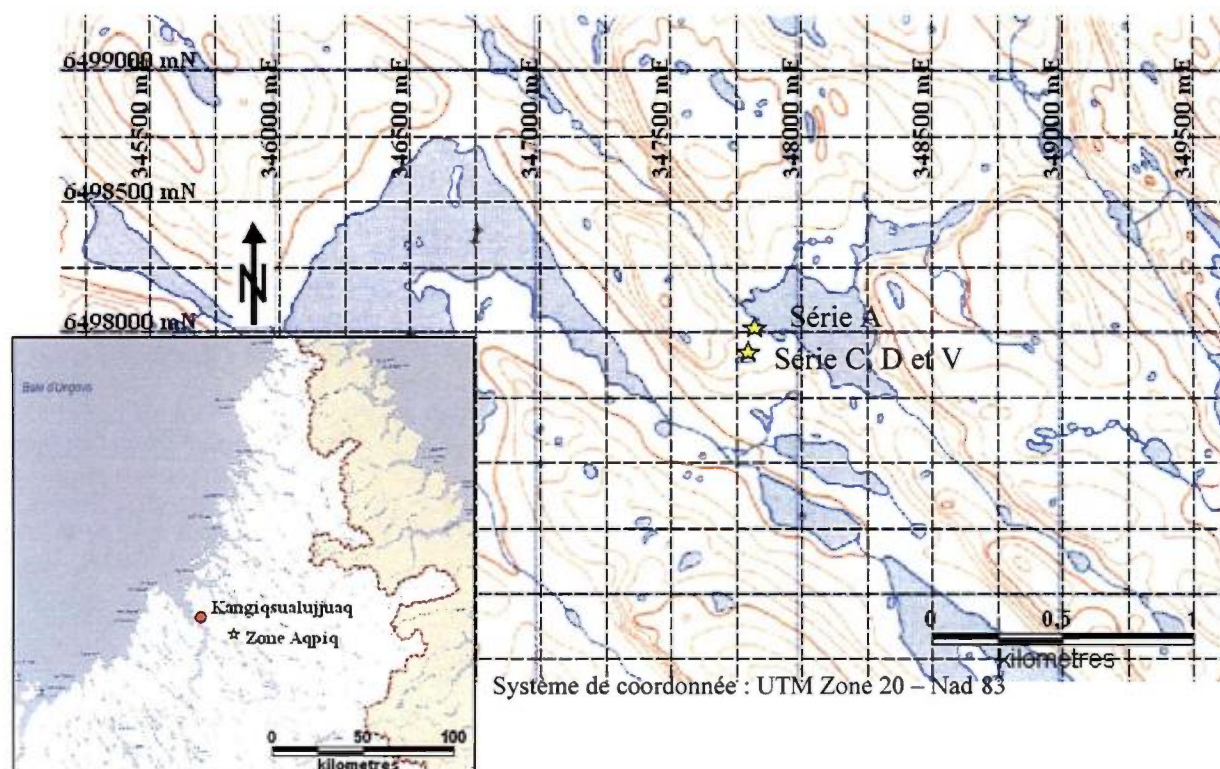 6499000 mN
345500 mE
346000 mE
346500 mE
347000 mE
347500 mE
348000 mE
348500 mE
349000 mE
349500 mE
6498500 mN
N
6498000 mN
Série A
Série C, D et V
Baie d'Ungava
Kangiqsualujjuaq
Zone Aqpiq
0 50 100
kilometres
0 0.5 1
kilometres
Système de coordonnée : UTM Zone 20 – Nad 83